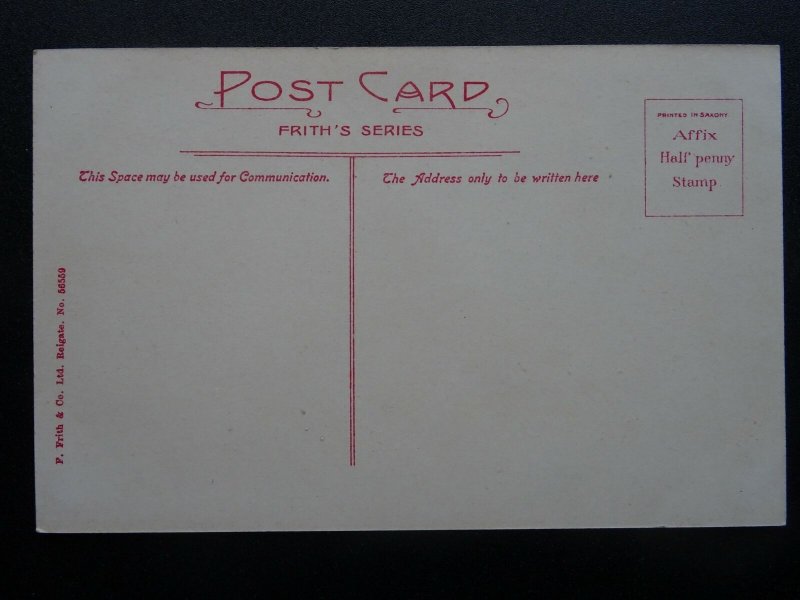 POST CARD
FRITH'S SERIES
This Space may be used for Communication.
The Address only to be written here
PRINTED IN SAXONY
Affix
Half penny
Stamp
F. Frith & Co. Ltd. Reigate. No. 56559